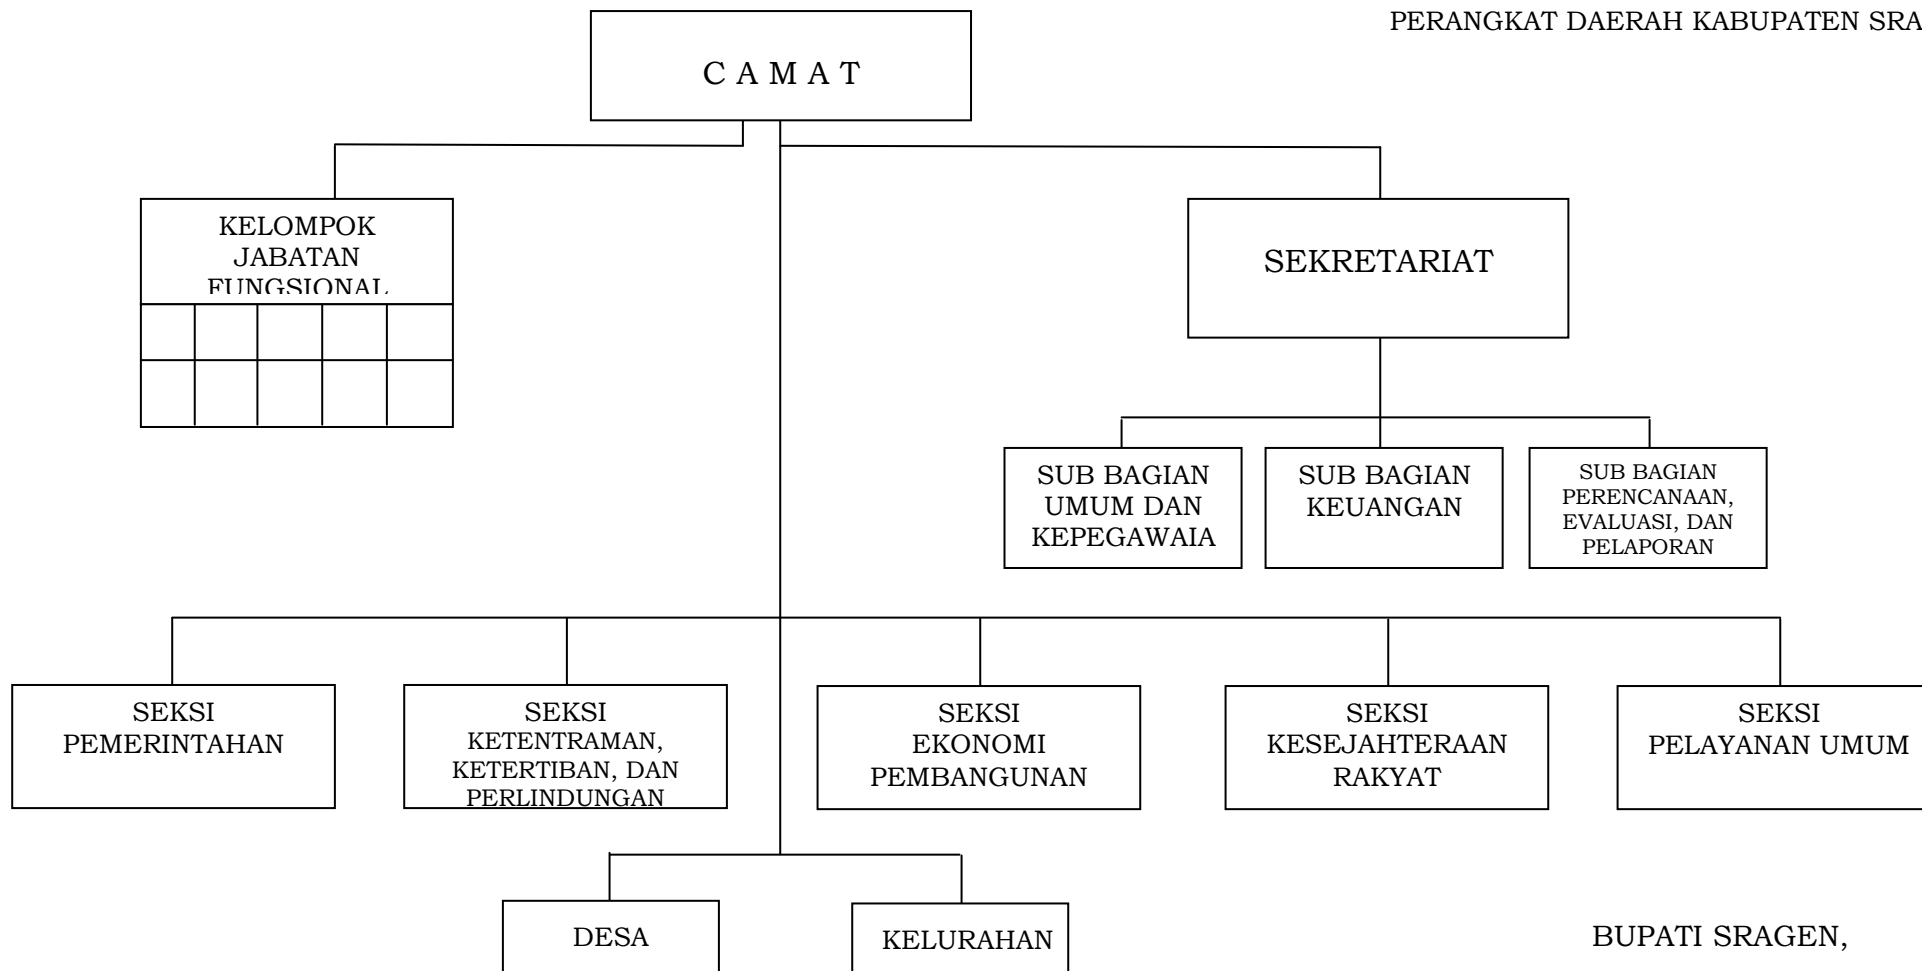 PERANGKAT DAERAH KABUPATEN SRA
C A M A T
KELOMPOK
JABATAN
FUNGSIONAL
SEKRETARIAT
SUB BAGIAN
UMUM DAN
KEPEGAWAIA
SUB BAGIAN
KEUANGAN
SUB BAGIAN
PERENCANAAN,
EVALUASI, DAN
PELAPORAN
SEKSI
PEMERINTAHAN
SEKSI
KETENTRAMAN,
KETERTIBAN, DAN
PERLINDUNGAN
SEKSI
EKONOMI
PEMBANGUNAN
SEKSI
KESEJAHTERAAN
RAKYAT
SEKSI
PELAYANAN UMUM
DESA
KELURAHAN
BUPATI SRAGEN,